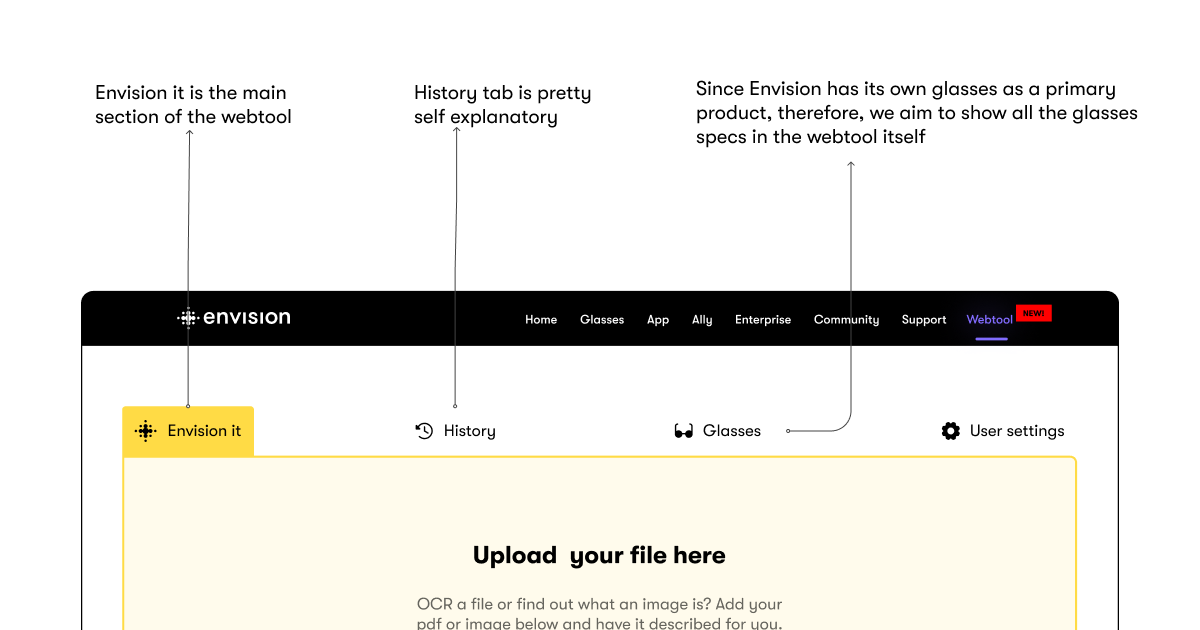 Envision it is the main
section of the webtool
History tab is pretty
self explanatory
Since Envision has its own glasses as a primary
product, therefore, we aim to show all the glasses
specs in the webtool itself
envision
Home Glasses App Ally Enterprise Community Support Webtool NEW!
Envision it History Glasses User settings
Upload your file here
OCR a file or find out what an image is? Add your
pdf or image below and have it described for you.